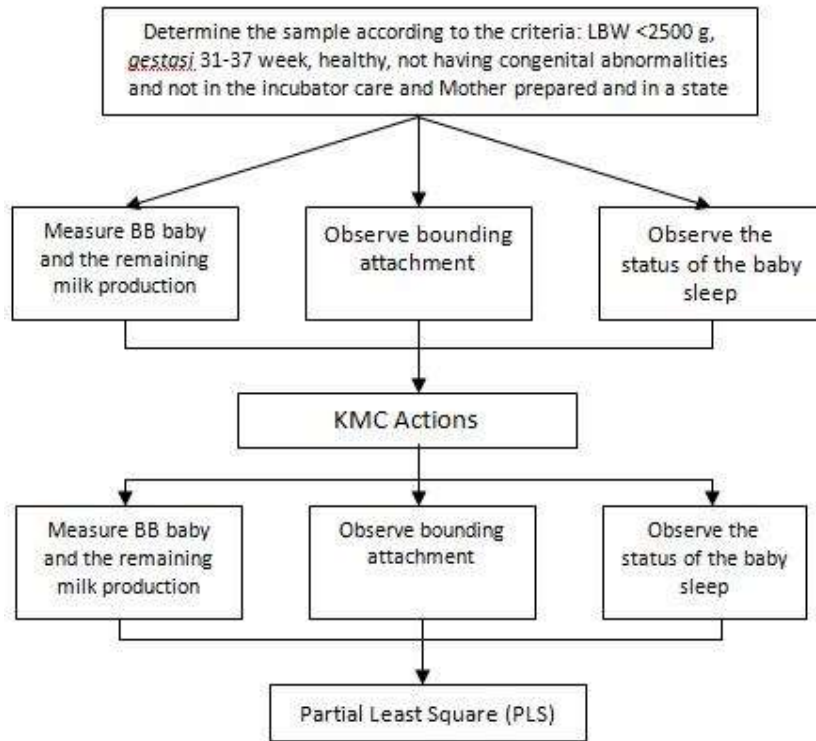 Determine the sample according to the criteria: LBW <2500 g,
gestasi 31-37 week, healthy, not having congenital abnormalities
and not in the incubator care and Mother prepared and in a state
Measure BB baby
and the remaining
milk production
Observe bounding
attachment
Observe the
status of the baby
sleep
KMC Actions
Measure BB baby
and the remaining
milk production
Observe bounding
attachment
Observe the
status of the baby
sleep
Partial Least Square (PLS)